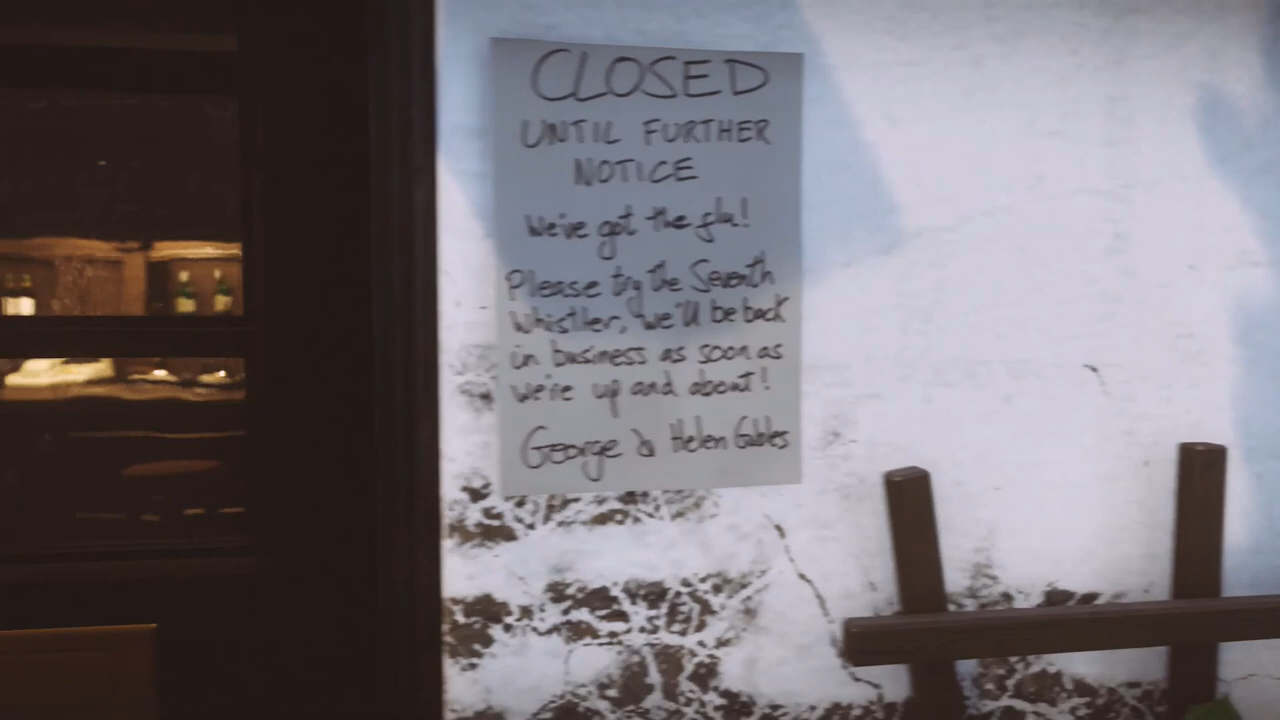 CLOSED
UNTIL FURTHER
NOTICE
We've got the flu!
Please try the Seventh
Whistler, we'll be back
in business as soon as
we're up and about!
George & Helen Gables